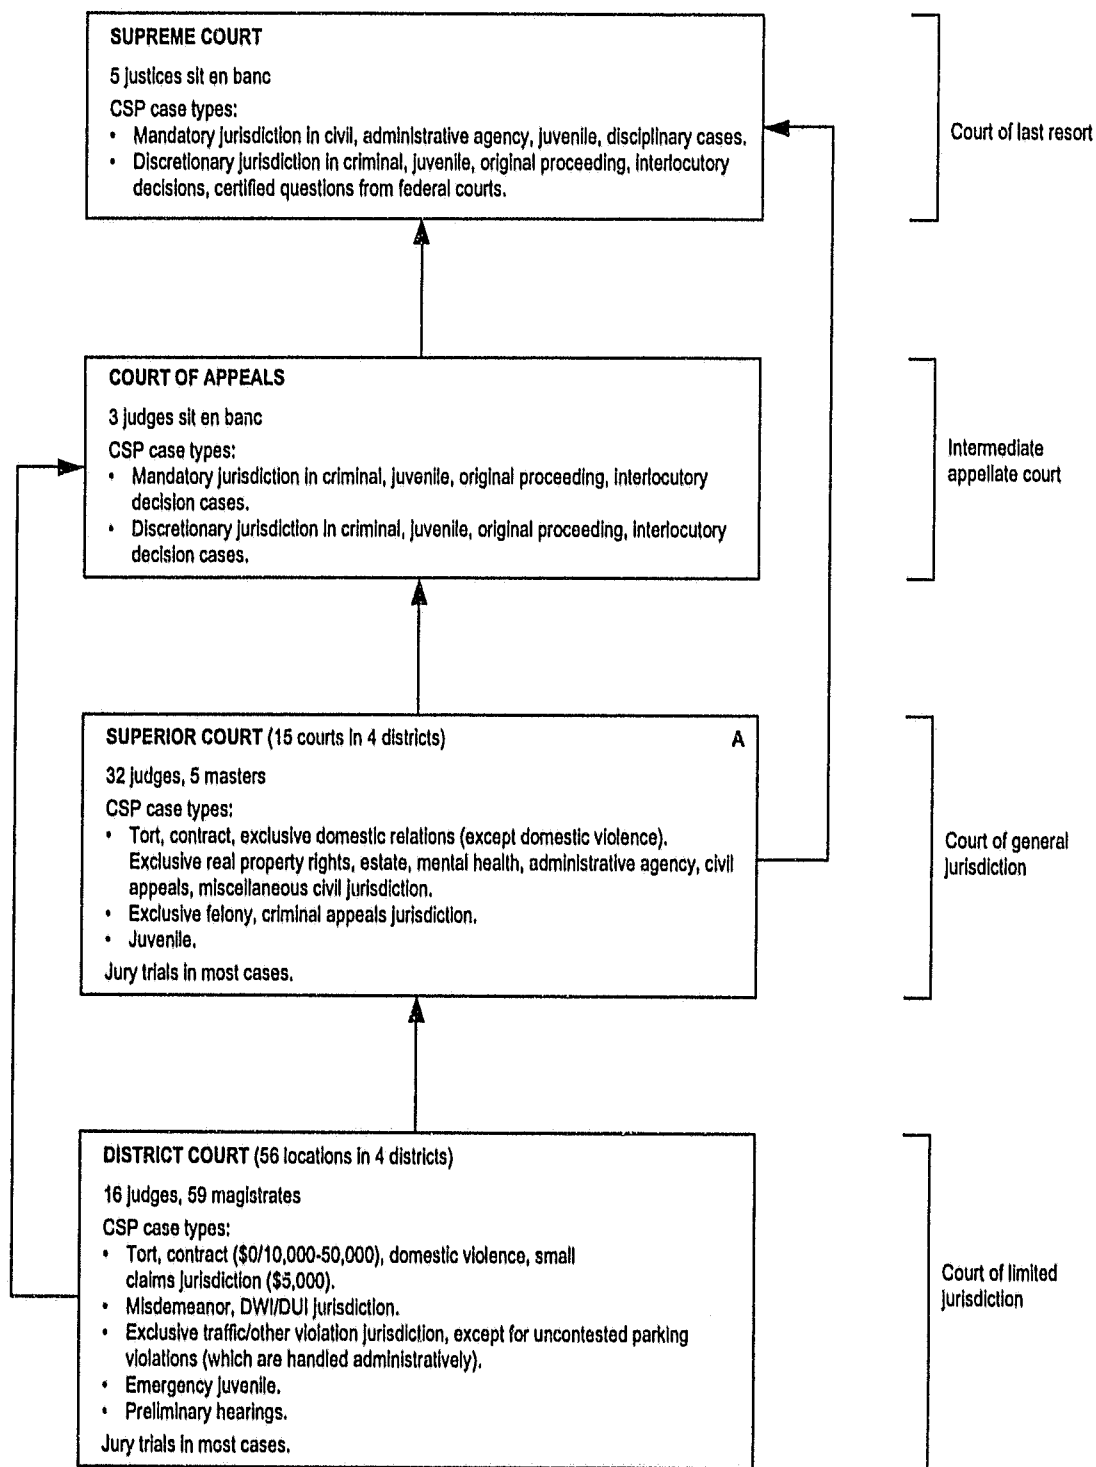 SUPREME COURT
5 justices sit en banc
CSP case types:
• Mandatory jurisdiction in civil, administrative agency, juvenile, disciplinary cases.
• Discretionary jurisdiction in criminal, juvenile, original proceeding, interlocutory
decisions, certified questions from federal courts.
Court of last resort
COURT OF APPEALS
3 judges sit en banc
CSP case types:
• Mandatory jurisdiction in criminal, juvenile, original proceeding, interlocutory
decision cases.
• Discretionary jurisdiction in criminal, juvenile, original proceeding, interlocutory
decision cases.
Intermediate
appellate court
SUPERIOR COURT (15 courts in 4 districts)
A
32 judges, 5 masters
CSP case types:
• Tort, contract, exclusive domestic relations (except domestic violence).
Exclusive real property rights, estate, mental health, administrative agency, civil
appeals, miscellaneous civil jurisdiction.
• Exclusive felony, criminal appeals jurisdiction.
• Juvenile.
Jury trials in most cases.
Court of general
jurisdiction
DISTRICT COURT (56 locations in 4 districts)
16 judges, 59 magistrates
CSP case types:
• Tort, contract ($0/10,000-50,000), domestic violence, small
claims jurisdiction ($5,000).
• Misdemeanor, DWI/DUI jurisdiction.
• Exclusive traffic/other violation jurisdiction, except for uncontested parking
violations (which are handled administratively).
• Emergency juvenile.
• Preliminary hearings.
Jury trials in most cases.
Court of limited
jurisdiction